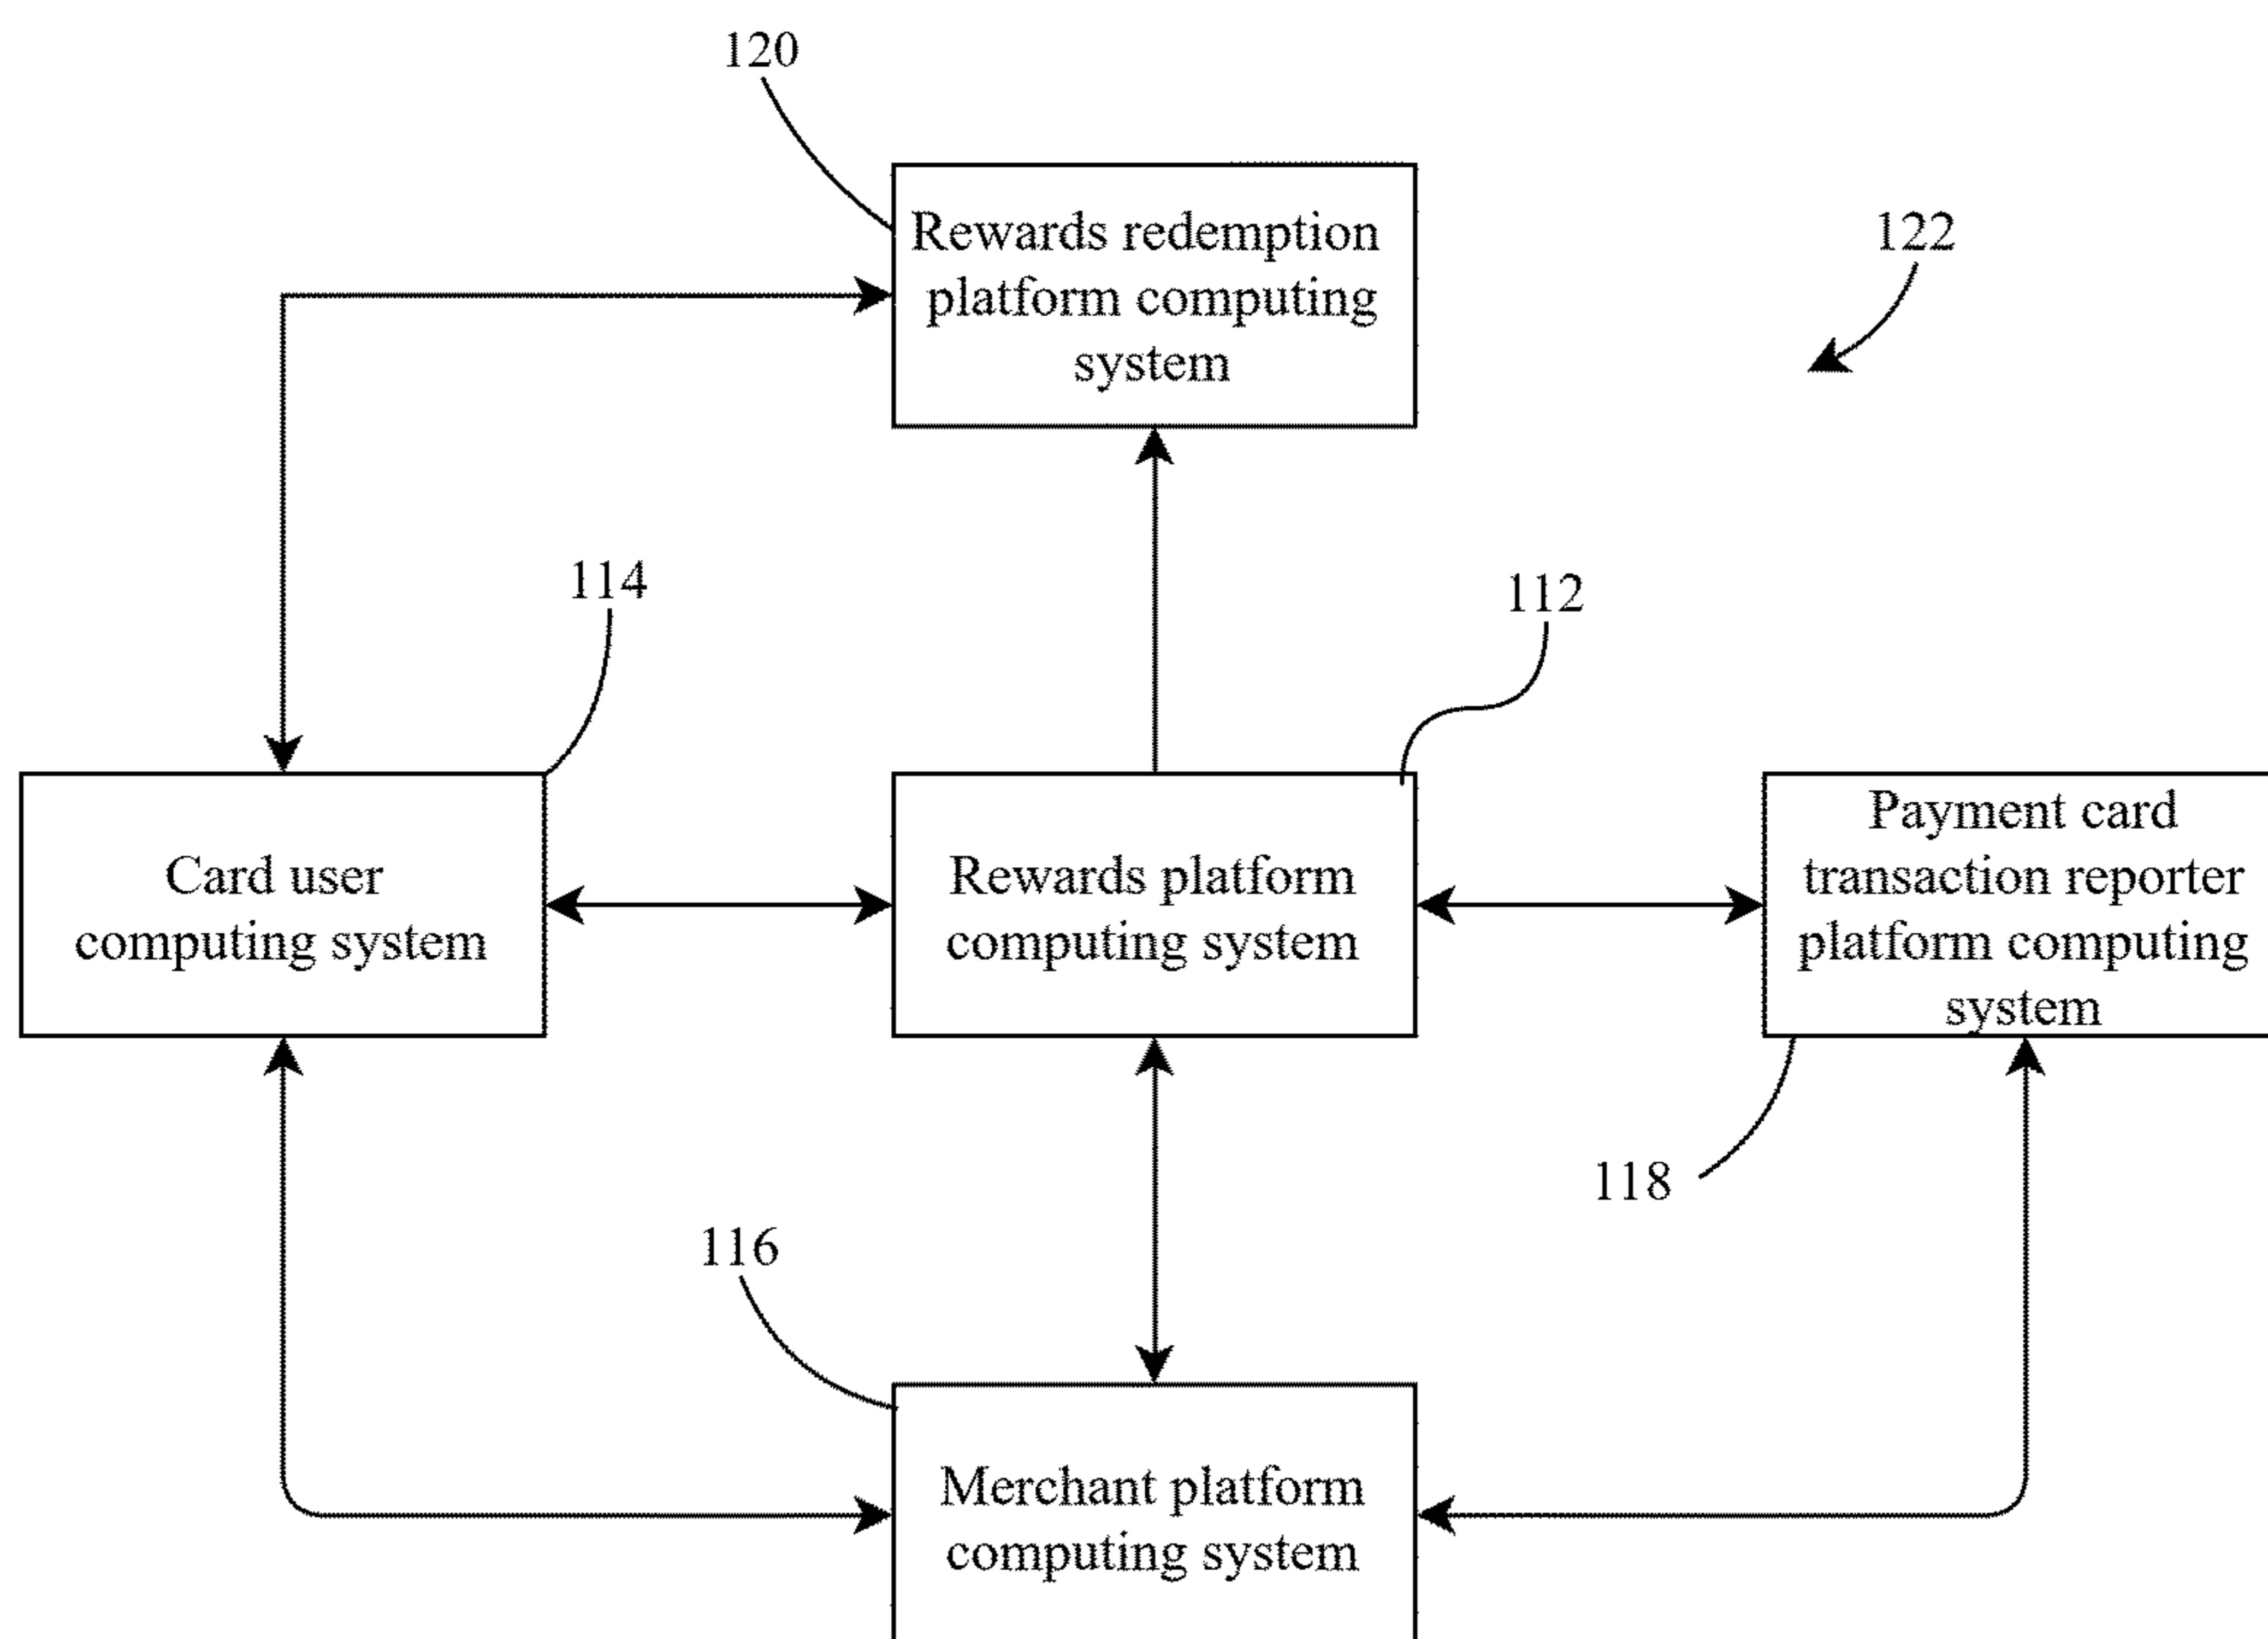 120
Rewards redemption
platform computing
system
122
114
112
Card user
computing system
Rewards platform
computing system
Payment card
transaction reporter
platform computing
system
118
116
Merchant platform
computing system